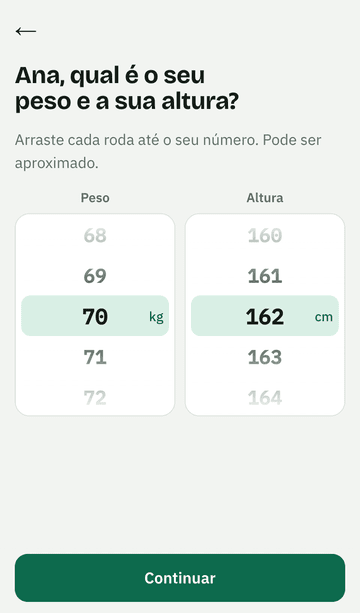 ←
Ana, qual é o seu
peso e a sua altura?
Arraste cada roda até o seu número. Pode ser
aproximado.
Peso Altura
68 160
69 161
70 kg 162 cm
71 163
72 164
Continuar